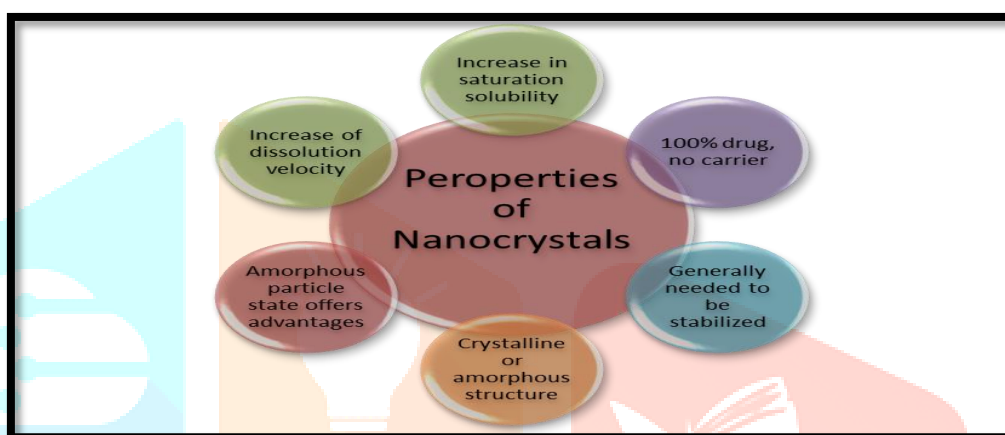 Increase in
saturation
solubility
100% drug,
no carrier
Generally
needed to
be
stabilized
Crystalline
or
amorphous
structure
Amorphous
particle
state offers
advantages
Increase of
dissolution
velocity
Peroperties
of
Nanocrystals